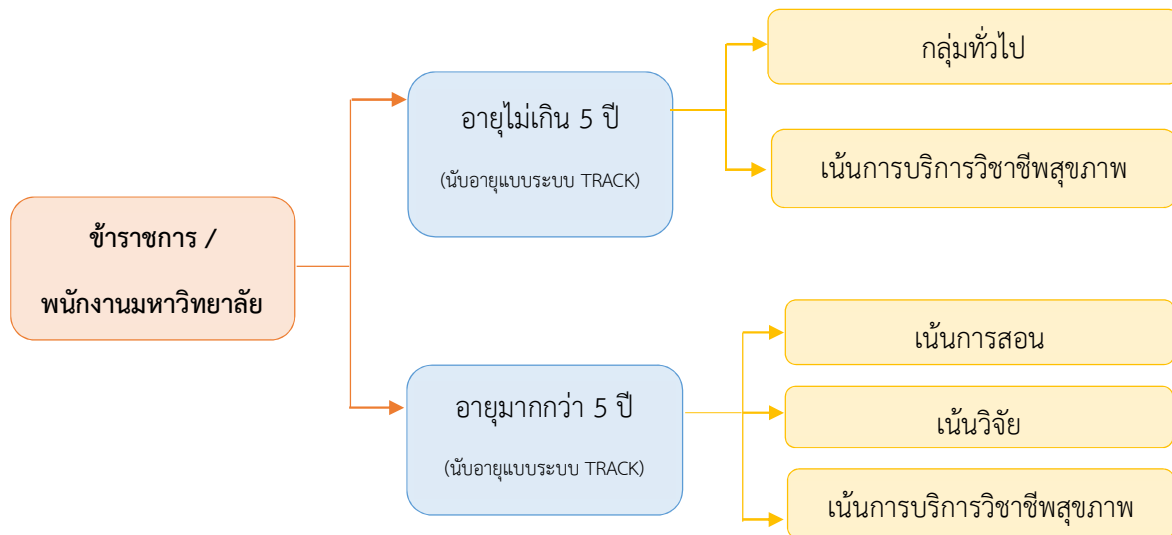 ข้าราชการ /
พนักงานมหาวิทยาลัย
อายุไม่เกิน 5 ปี
(นับอายุแบบระบบ TRACK)
กลุ่มทั่วไป
เน้นการบริการวิชาชีพสุขภาพ
อายุมากกว่า 5 ปี
(นับอายุแบบระบบ TRACK)
เน้นการสอน
เน้นวิจัย
เน้นการบริการวิชาชีพสุขภาพ